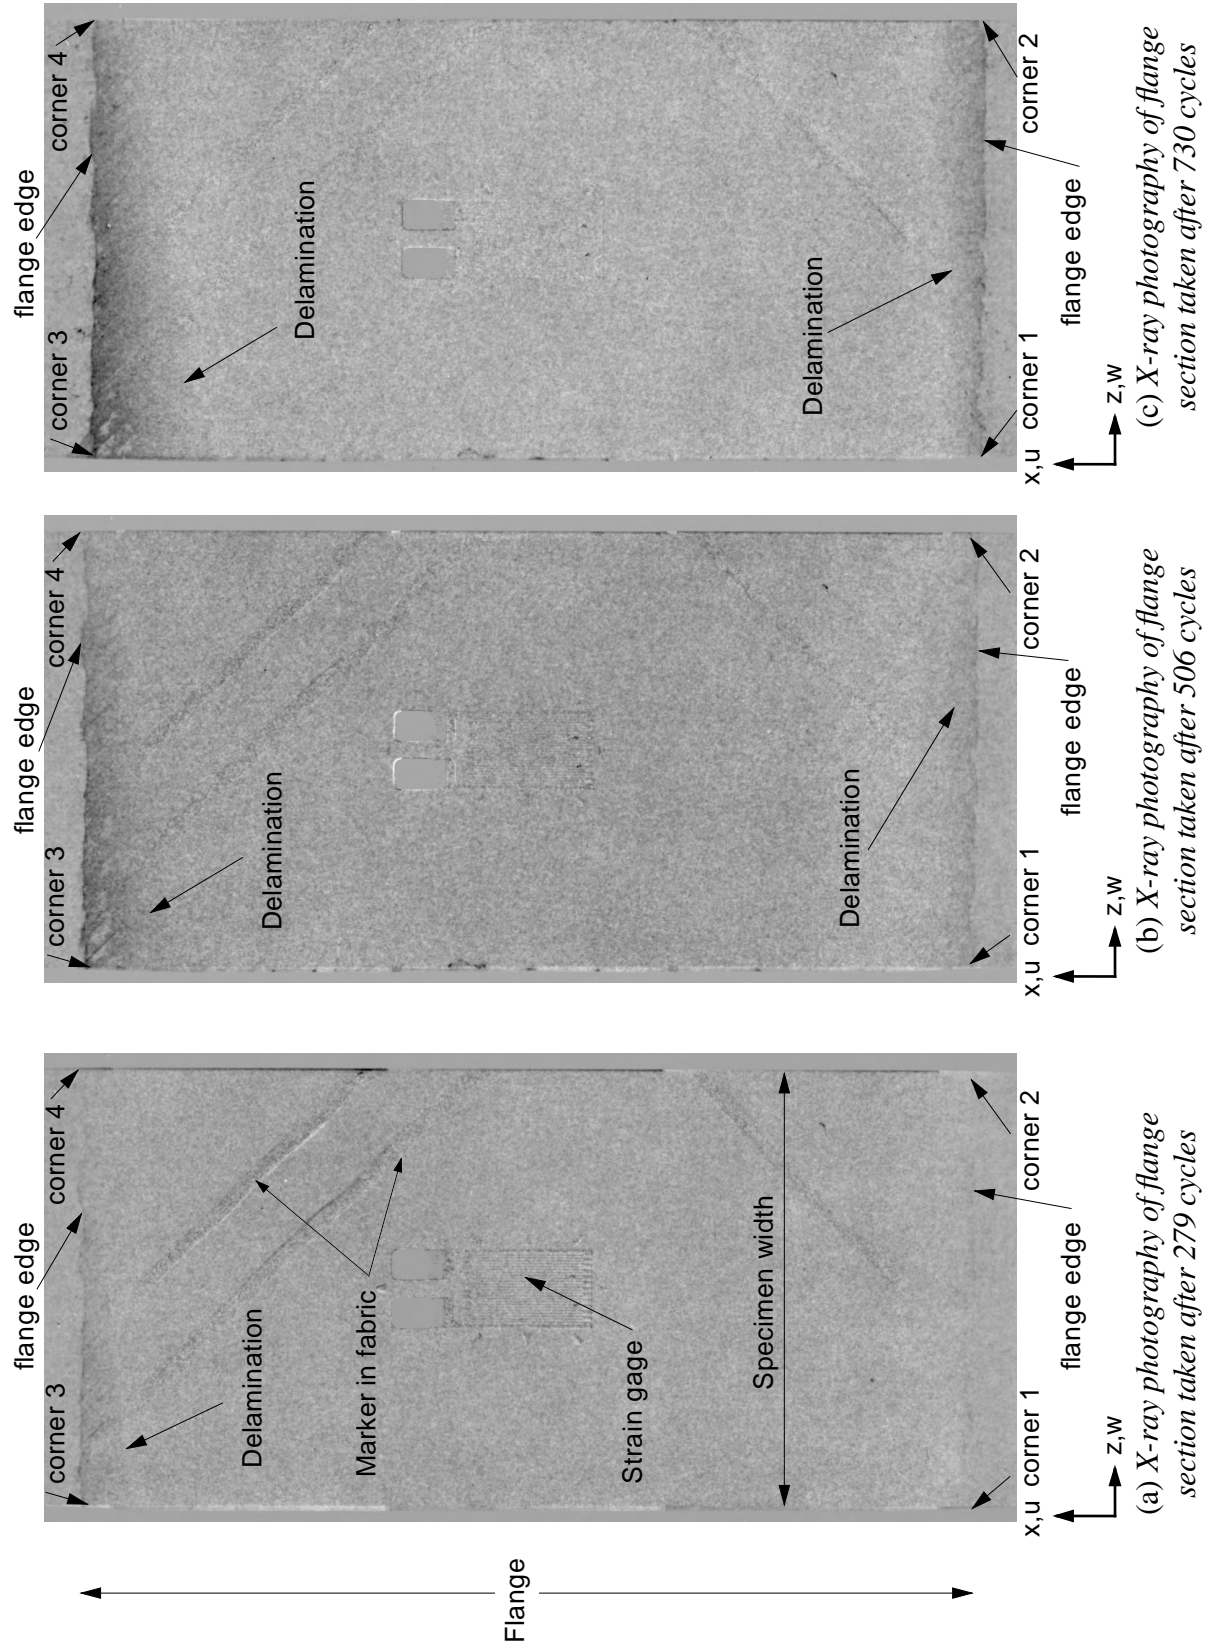 Flange
flange edge
corner 3
corner 4
Delamination
Marker in fabric
Strain gage
Specimen width
flange edge
x,u
corner 1
corner 2
z,w
(a) X-ray photography of flange
section taken after 279 cycles
flange edge
corner 3
corner 4
Delamination
Delamination
flange edge
x,u
corner 1
corner 2
z,w
(b) X-ray photography of flange
section taken after 506 cycles
flange edge
corner 3
corner 4
Delamination
Delamination
flange edge
x,u
corner 1
corner 2
z,w
(c) X-ray photography of flange
section taken after 730 cycles